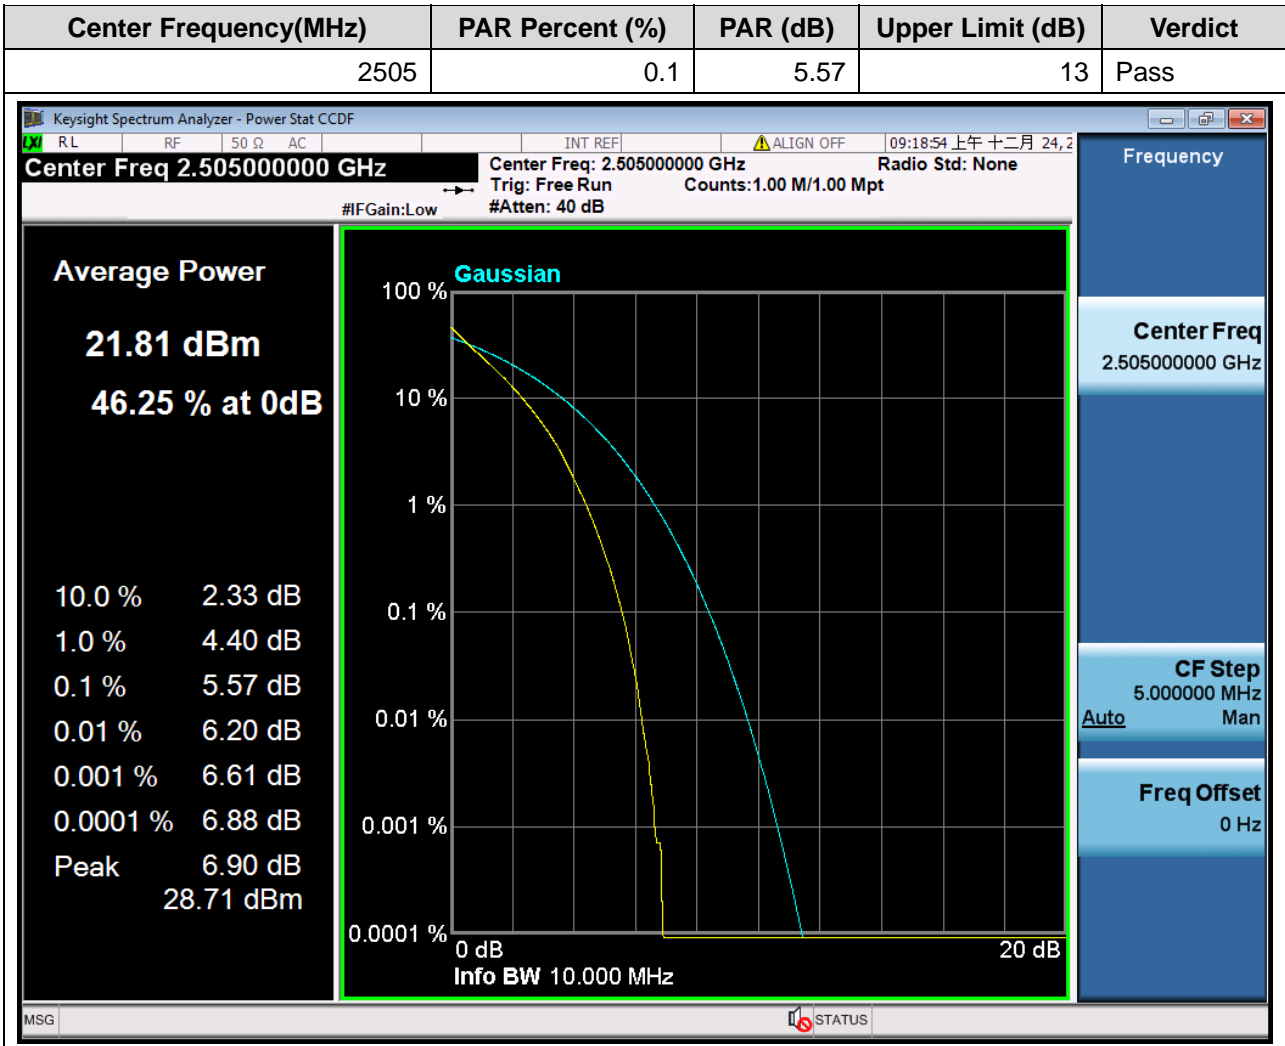 Center Frequency(MHz) PAR Percent (%) PAR (dB) Upper Limit (dB) Verdict
2505 0.1 5.57 13 Pass
Keysight Spectrum Analyzer - Power Stat CCDF
LXI RL RF 50 Ω AC INT REF ALIGN OFF 09:18:54 上午 十二月 24, 2
Center Freq 2.505000000 GHz
Center Freq: 2.505000000 GHz Radio Std: None
Trig: Free Run Counts:1.00 M/1.00 Mpt
#IFGain:Low #Atten: 40 dB
Average Power
21.81 dBm
46.25 % at 0dB
10.0 % 2.33 dB
1.0 % 4.40 dB
0.1 % 5.57 dB
0.01 % 6.20 dB
0.001 % 6.61 dB
0.0001 % 6.88 dB
Peak 6.90 dB
28.71 dBm
Gaussian
100 %
10 %
1 %
0.1 %
0.01 %
0.001 %
0.0001 %
0 dB 20 dB
Info BW 10.000 MHz
Frequency
Center Freq
2.505000000 GHz
CF Step
5.000000 MHz
Auto Man
Freq Offset
0 Hz
MSG STATUS